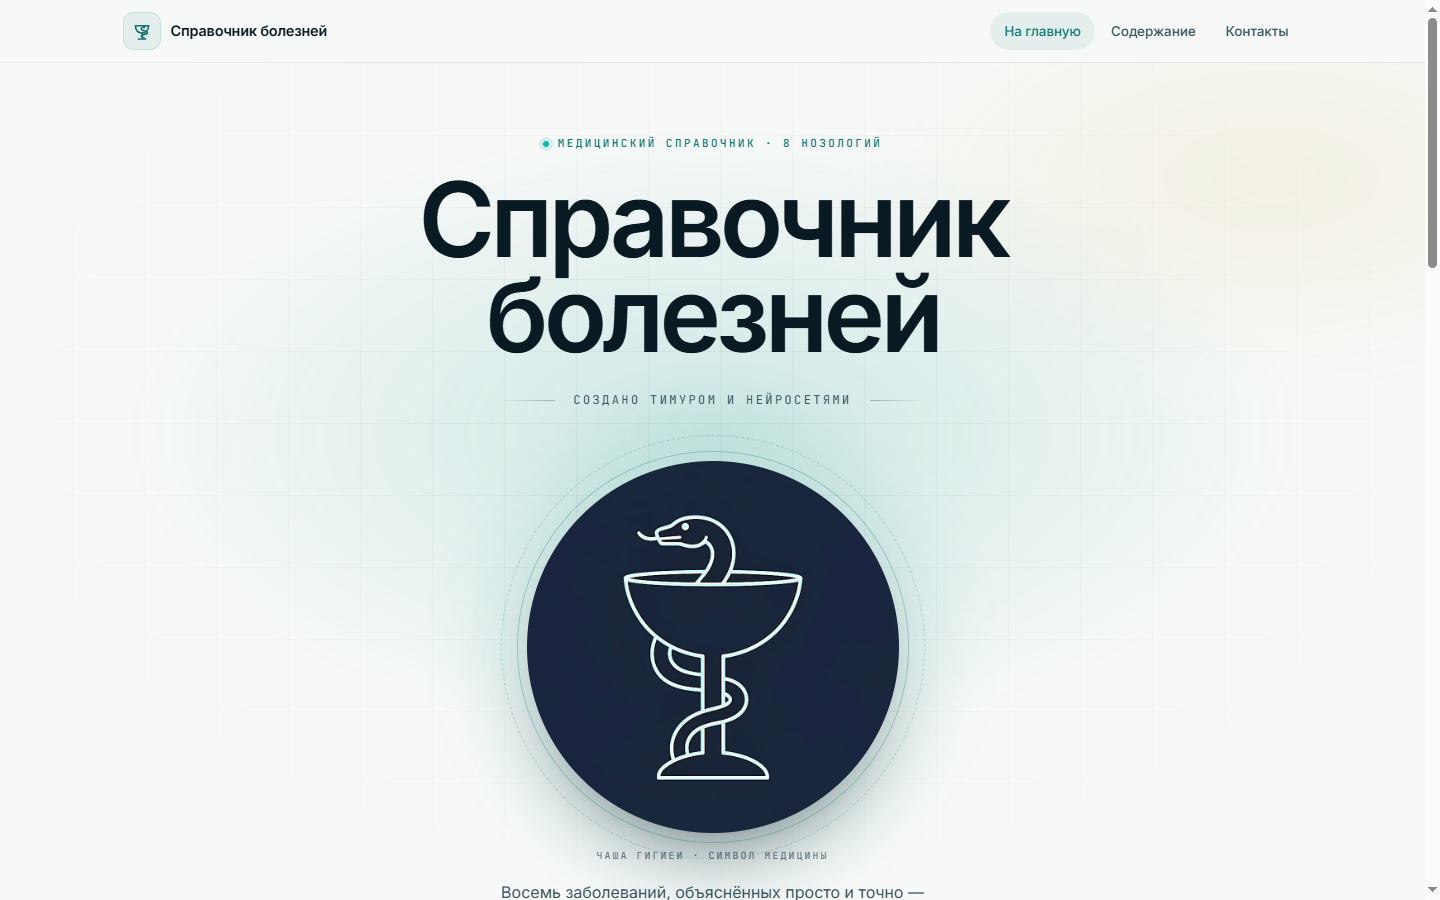 Справочник болезней
На главную
Содержание
Контакты
МЕДИЦИНСКИЙ СПРАВОЧНИК · 8 НОЗОЛОГИЙ
Справочник
болезней
СОЗДАНО ТИМУРОМ И НЕЙРОСЕТЯМИ
ЧАША ГИГИЕИ · СИМВОЛ МЕДИЦИНЫ
Восемь заболеваний, объяснённых просто и точно —